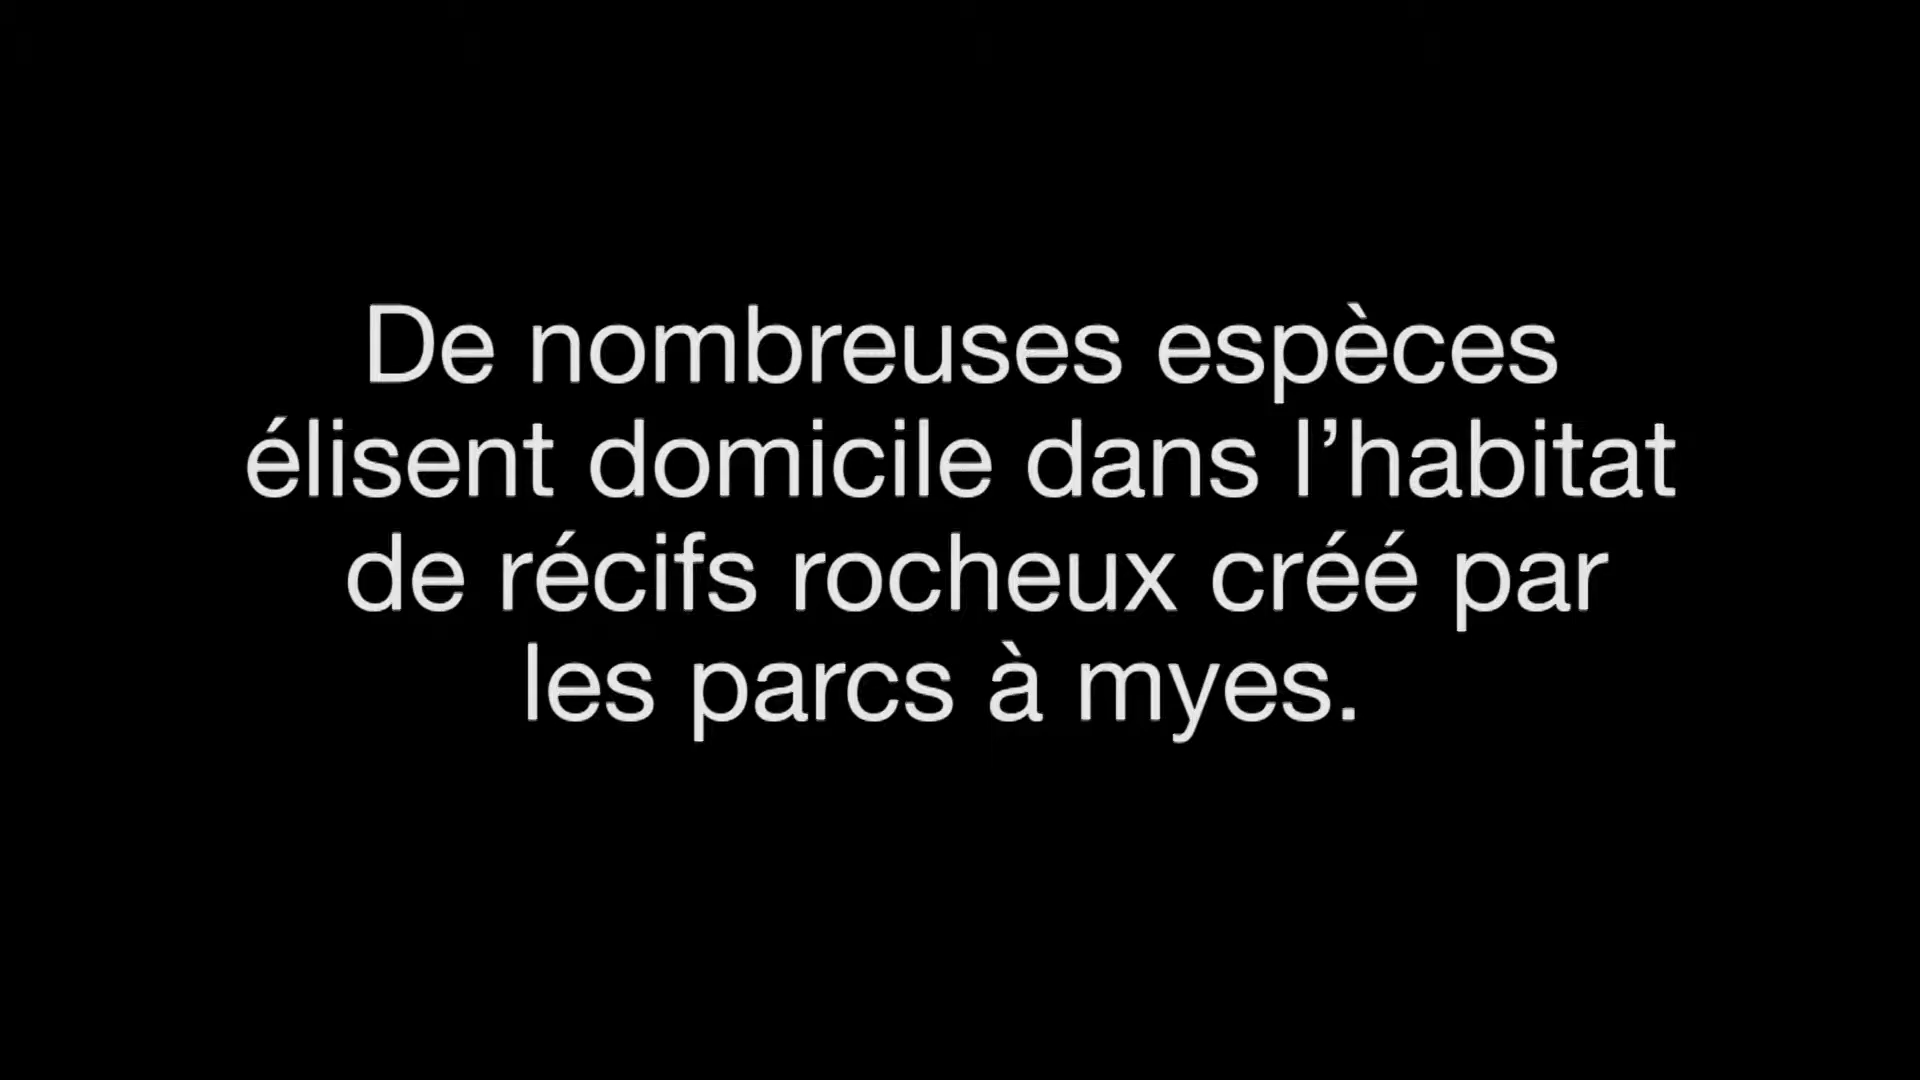 De nombreuses espèces
élisent domicile dans l’habitat
de récifs rocheux créé par
les parcs à myes.